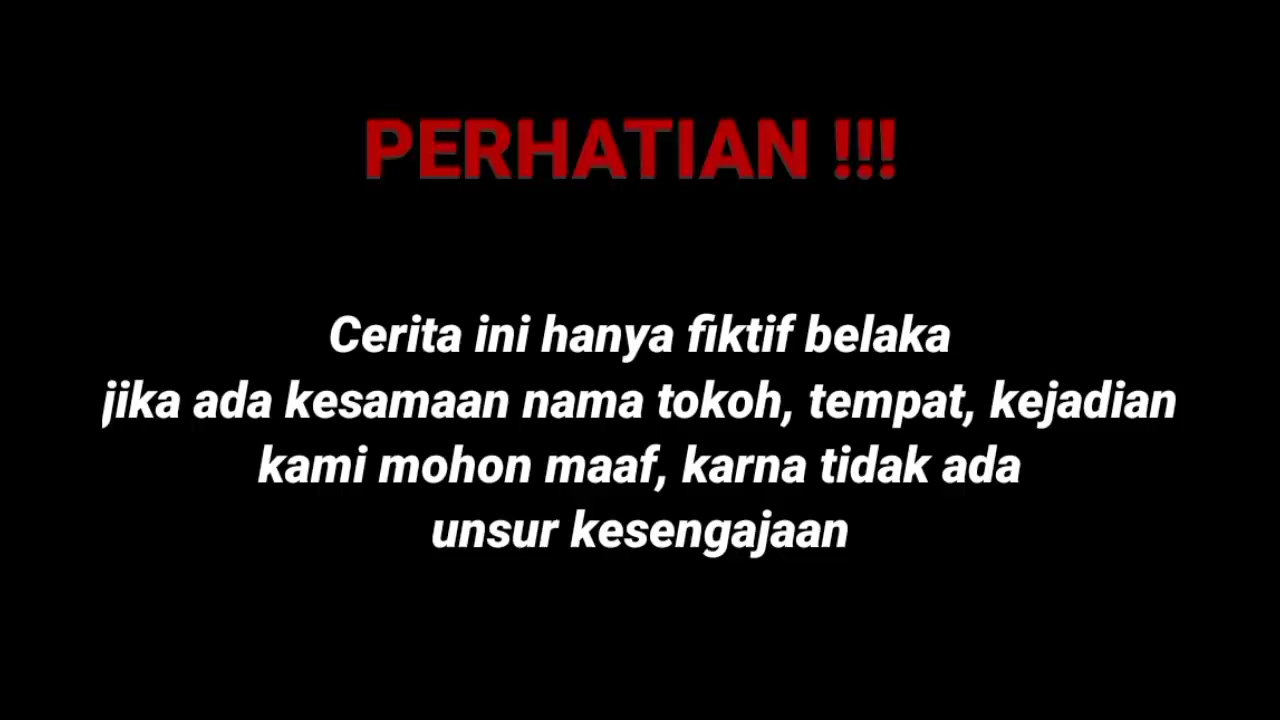 PERHATIAN !!!
Cerita ini hanya fiktif belaka
jika ada kesamaan nama tokoh, tempat, kejadian
kami mohon maaf, karna tidak ada
unsur kesengajaan